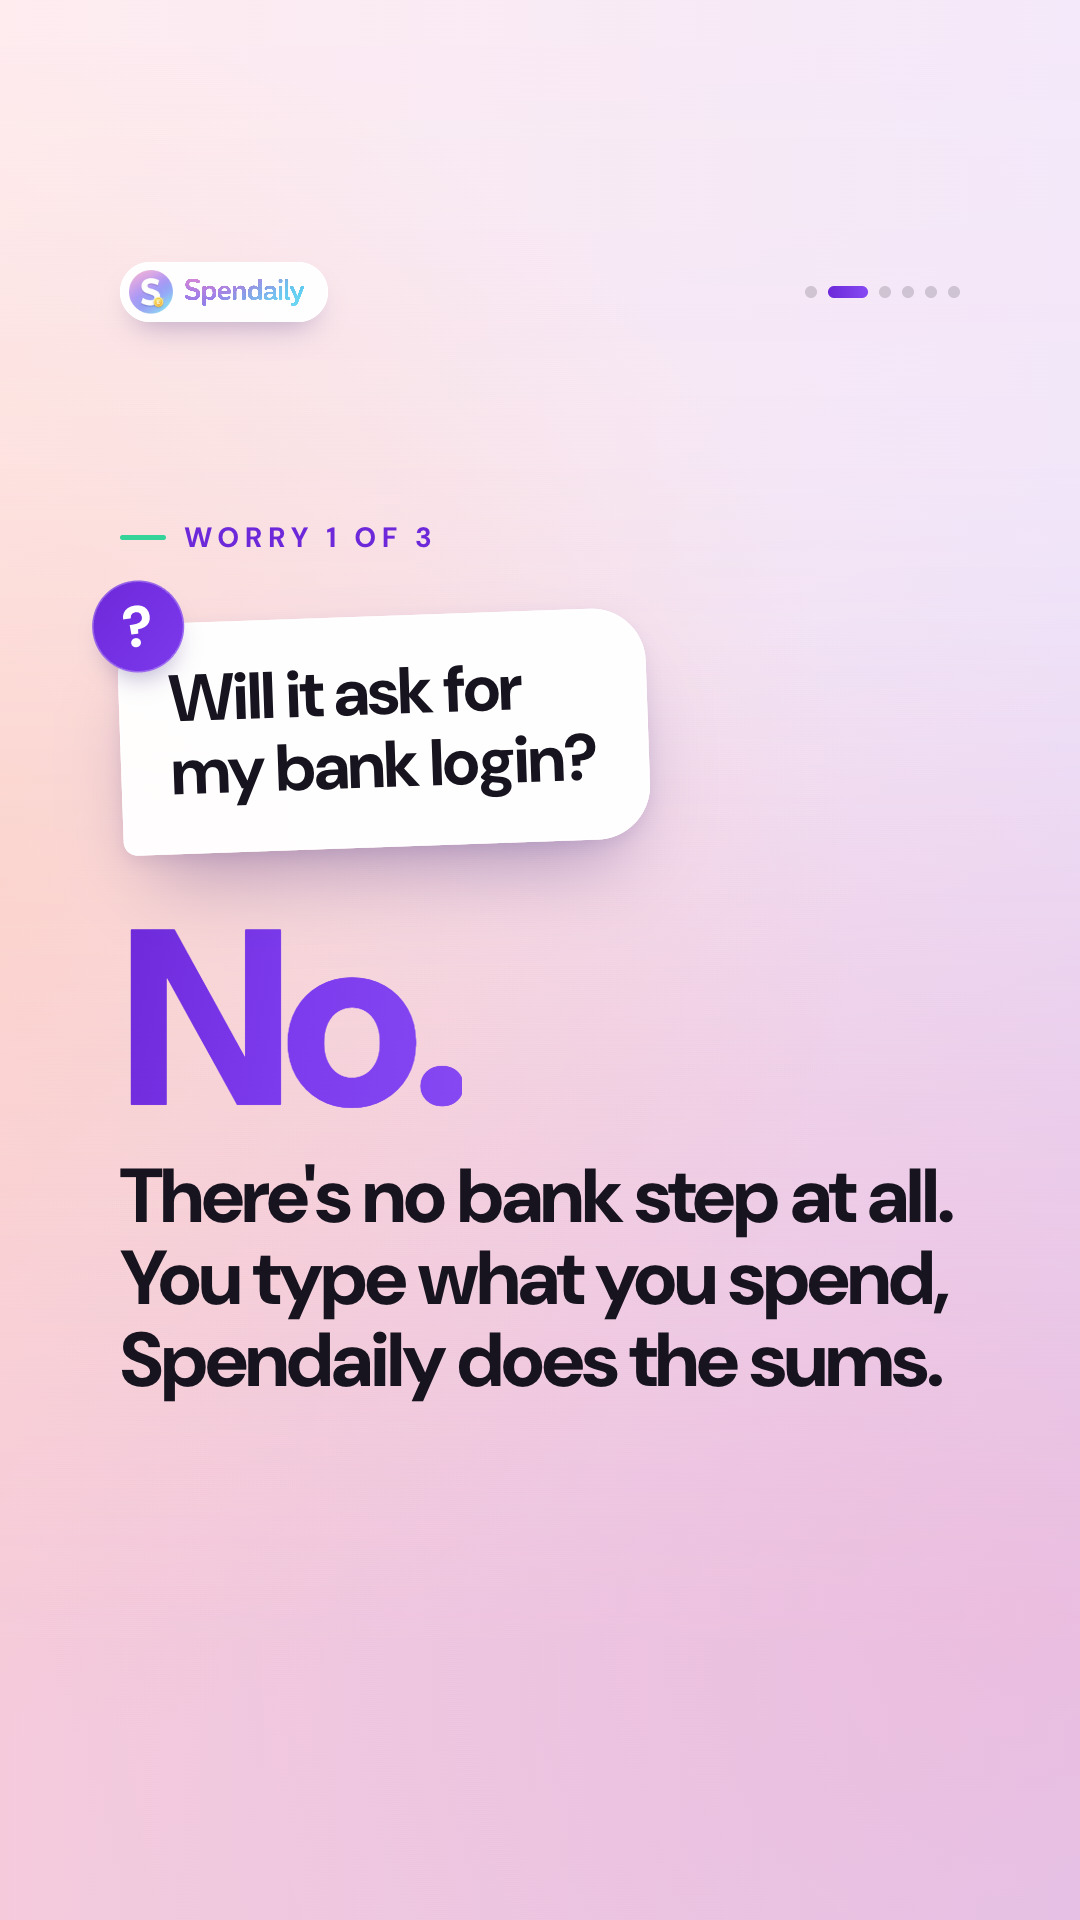 Spendaily
WORRY 1 OF 3
?
Will it ask for
my bank login?
No.
There's no bank step at all.
You type what you spend,
Spendaily does the sums.